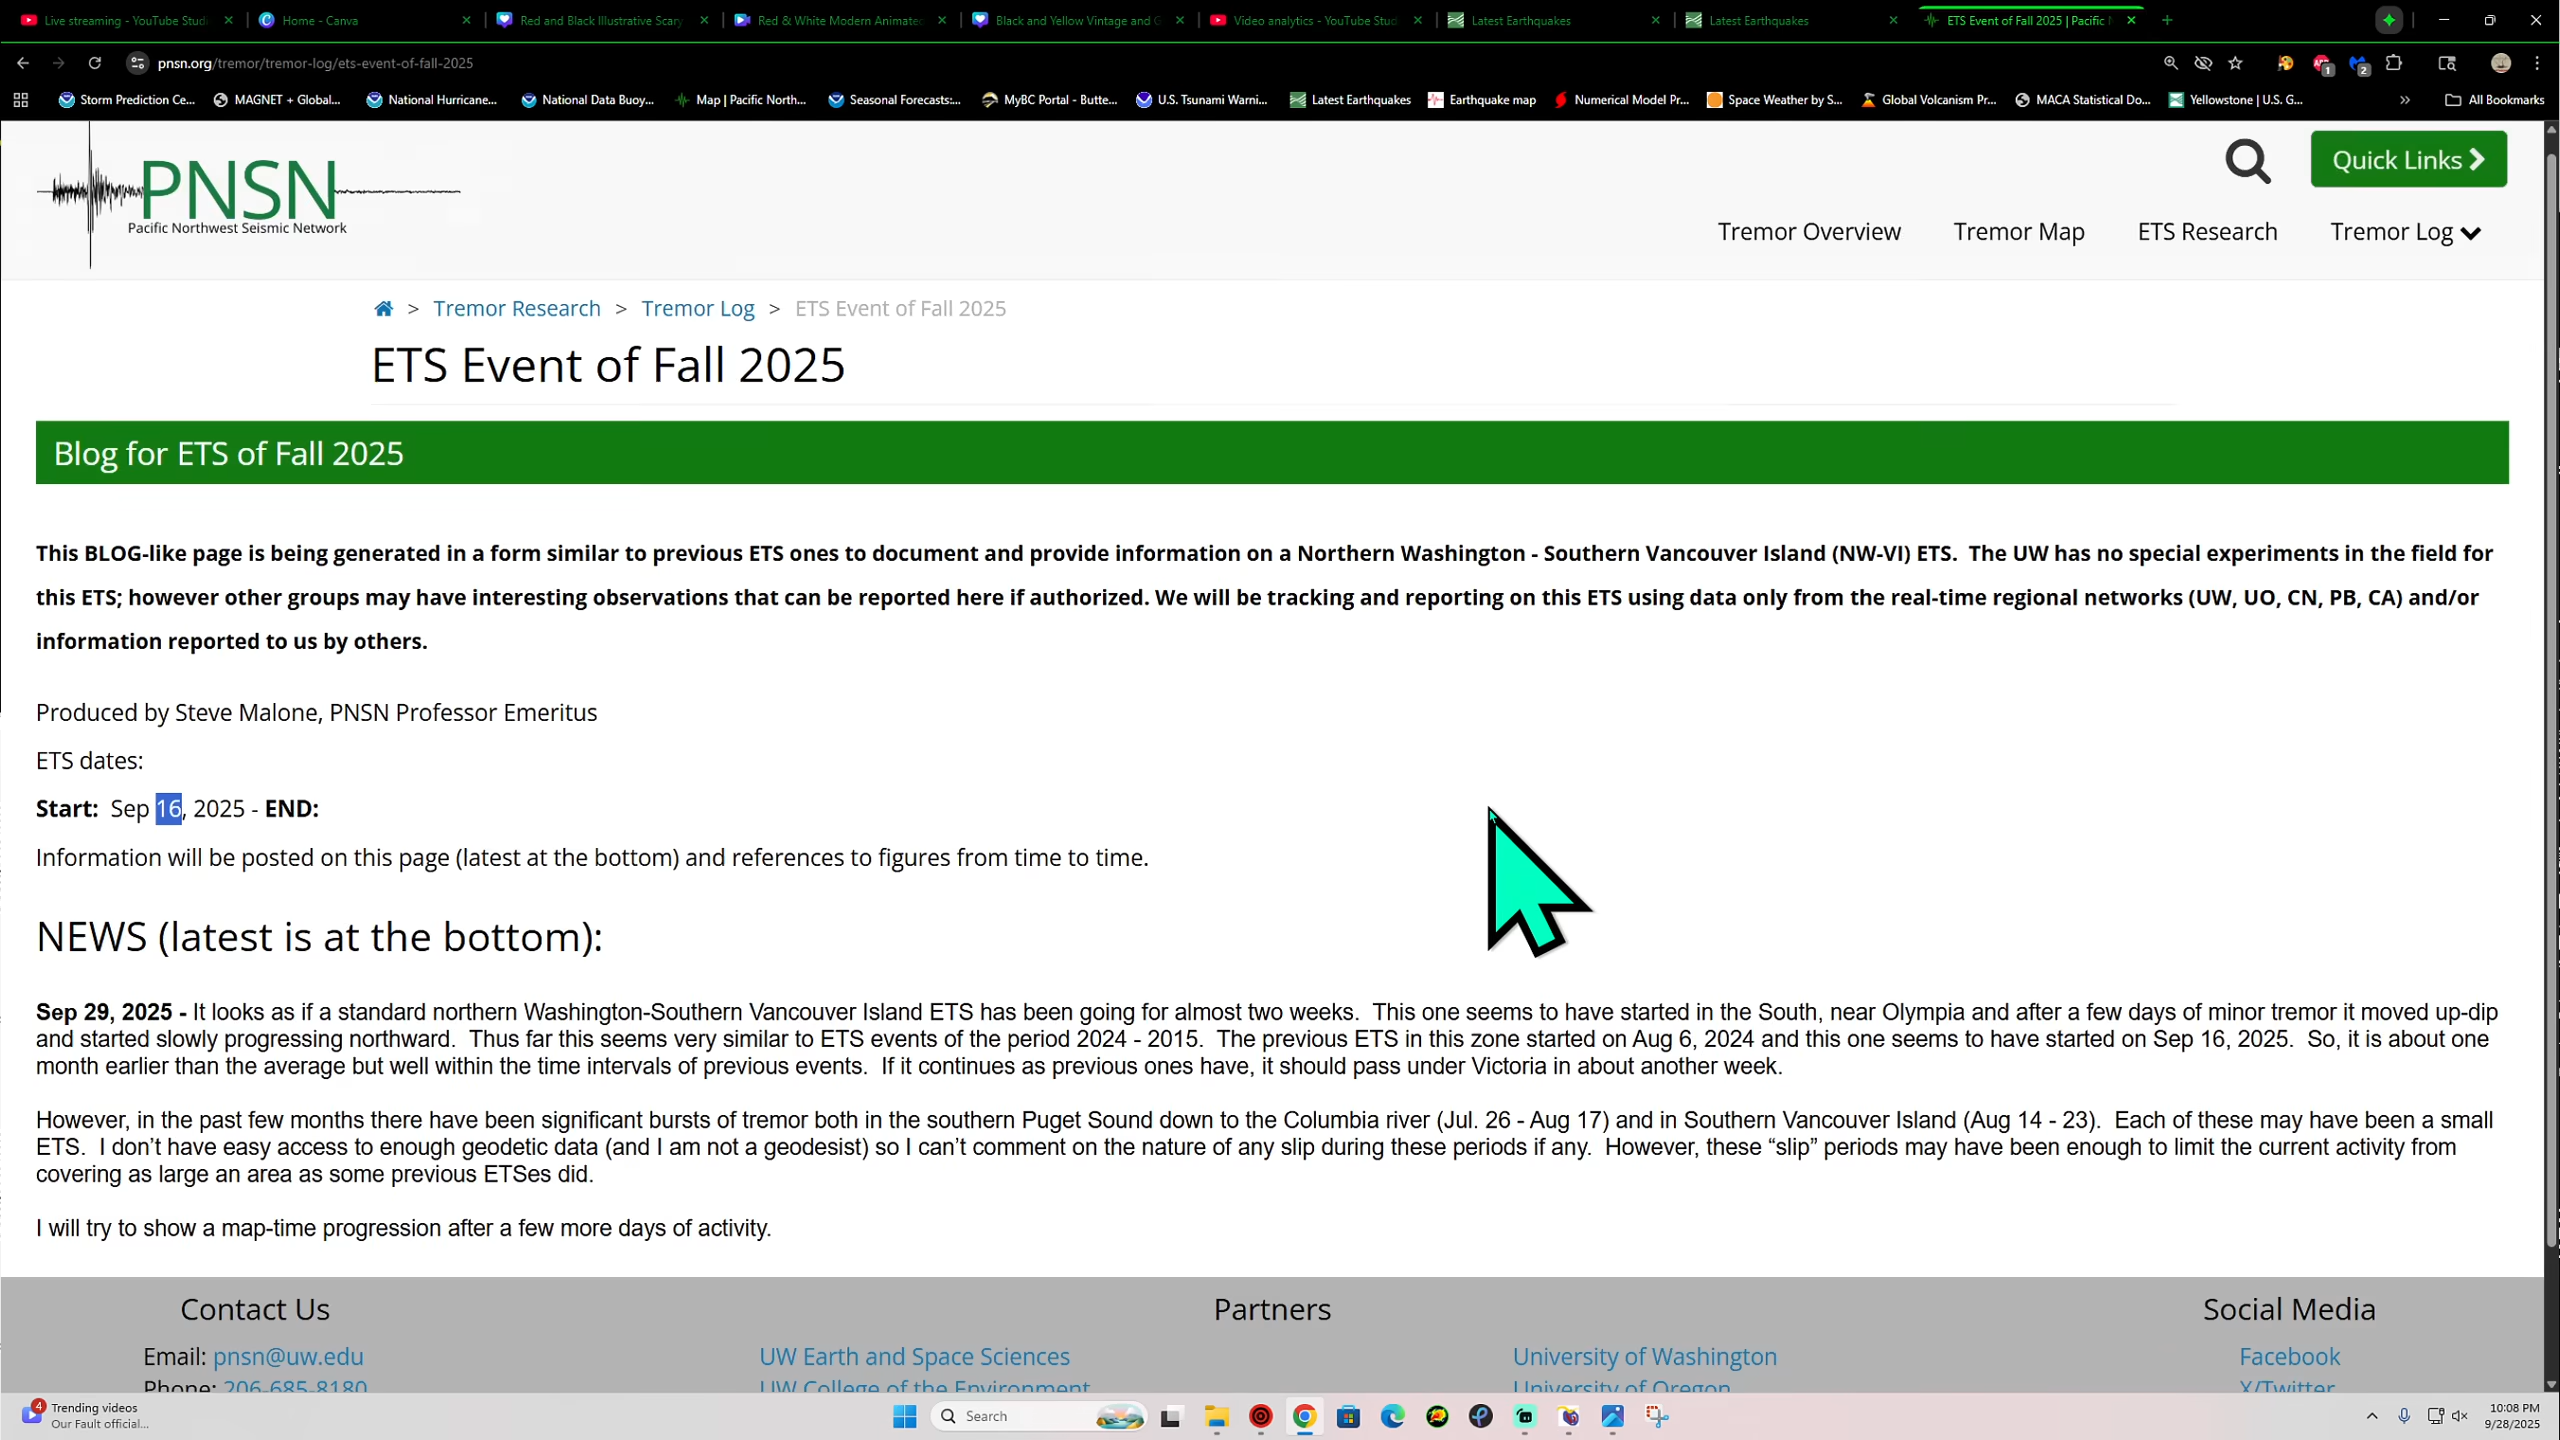 Live streaming - YouTube Studi
Home - Canva
Red and Black Illustrative Scary
Red & White Modern Animated
Black and Yellow Vintage and G
Video analytics - YouTube Stud
Latest Earthquakes
Latest Earthquakes
ETS Event of Fall 2025 | Pacific N
pnsn.org/tremor/tremor-log/ets-event-of-fall-2025
1
2
Storm Prediction Ce...
MAGNET + Global...
National Hurricane...
National Data Buoy...
Map | Pacific North...
Seasonal Forecasts:...
MyBC Portal - Butte...
U.S. Tsunami Warni...
Latest Earthquakes
Earthquake map
Numerical Model Pr...
Space Weather by S...
Global Volcanism Pr...
MACA Statistical Do...
Yellowstone | U.S. G...
All Bookmarks
PNSN
Pacific Northwest Seismic Network
Quick Links
Tremor Overview
Tremor Map
ETS Research
Tremor Log
> Tremor Research > Tremor Log > ETS Event of Fall 2025
ETS Event of Fall 2025
Blog for ETS of Fall 2025
This BLOG-like page is being generated in a form similar to previous ETS ones to document and provide information on a Northern Washington - Southern Vancouver Island (NW-VI) ETS.  The UW has no special experiments in the field for
this ETS; however other groups may have interesting observations that can be reported here if authorized. We will be tracking and reporting on this ETS using data only from the real-time regional networks (UW, UO, CN, PB, CA) and/or
information reported to us by others.
Produced by Steve Malone, PNSN Professor Emeritus
ETS dates:
Start:  Sep 16, 2025 - END:
Information will be posted on this page (latest at the bottom) and references to figures from time to time.
NEWS (latest is at the bottom):
Sep 29, 2025 - It looks as if a standard northern Washington-Southern Vancouver Island ETS has been going for almost two weeks.  This one seems to have started in the South, near Olympia and after a few days of minor tremor it moved up-dip
and started slowly progressing northward.  Thus far this seems very similar to ETS events of the period 2024 - 2015.  The previous ETS in this zone started on Aug 6, 2024 and this one seems to have started on Sep 16, 2025.  So, it is about one
month earlier than the average but well within the time intervals of previous events.  If it continues as previous ones have, it should pass under Victoria in about another week.
However, in the past few months there have been significant bursts of tremor both in the southern Puget Sound down to the Columbia river (Jul. 26 - Aug 17) and in Southern Vancouver Island (Aug 14 - 23).  Each of these may have been a small
ETS.  I don't have easy access to enough geodetic data (and I am not a geodesist) so I can't comment on the nature of any slip during these periods if any.  However, these “slip” periods may have been enough to limit the current activity from
covering as large an area as some previous ETSes did.
I will try to show a map-time progression after a few more days of activity.
Contact Us
Partners
Social Media
Email: pnsn@uw.edu
UW Earth and Space Sciences
University of Washington
Facebook
Phone: 206-685-8180
UW College of the Environment
University of Oregon
X/Twitter
4
Trending videos
Our Fault official...
Search
10:08 PM
9/28/2025